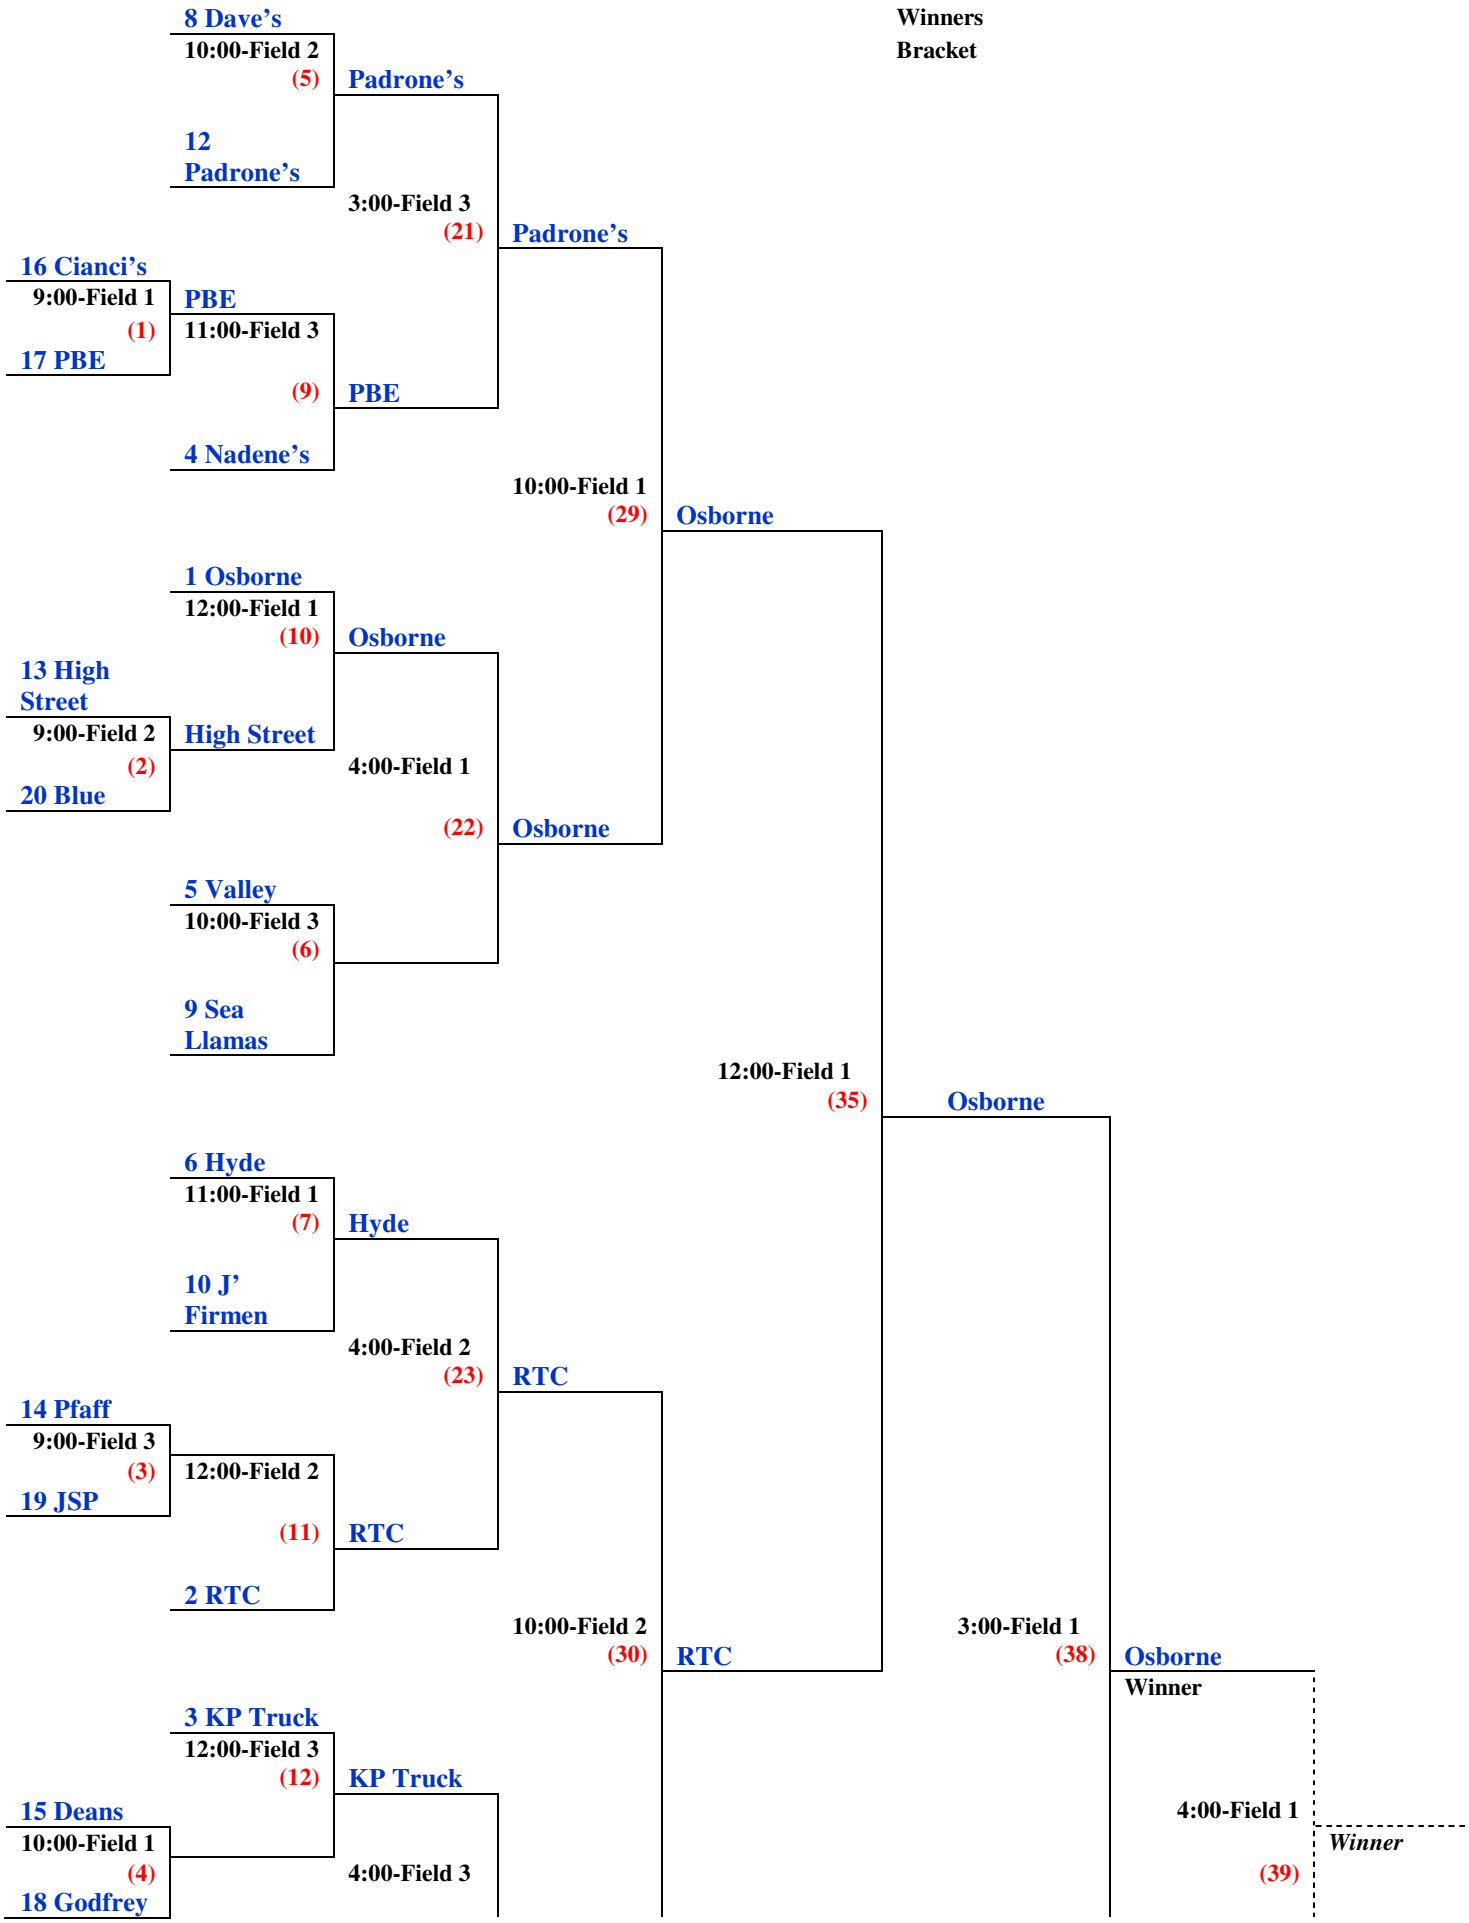 8 Dave's
Winners
Bracket
10:00-Field 2
(5)
Padrone's
12
Padrone's
3:00-Field 3
(21)
Padrone's
16 Cianci's
9:00-Field 1
PBE
(1)
11:00-Field 3
17 PBE
(9)
PBE
4 Nadene's
10:00-Field 1
(29)
Osborne
1 Osborne
12:00-Field 1
(10)
Osborne
13 High
Street
9:00-Field 2
High Street
(2)
4:00-Field 1
20 Blue
(22)
Osborne
5 Valley
10:00-Field 3
(6)
9 Sea
Llamas
12:00-Field 1
(35)
Osborne
6 Hyde
11:00-Field 1
(7)
Hyde
10 J'
Firmen
4:00-Field 2
(23)
RTC
14 Pfaff
9:00-Field 3
(3)
12:00-Field 2
19 JSP
(11)
RTC
2 RTC
10:00-Field 2
(30)
RTC
3:00-Field 1
(38)
Osborne
Winner
3 KP Truck
12:00-Field 3
(12)
KP Truck
15 Deans
4:00-Field 1
10:00-Field 1
Winner
(4)
4:00-Field 3
(39)
18 Godfrey